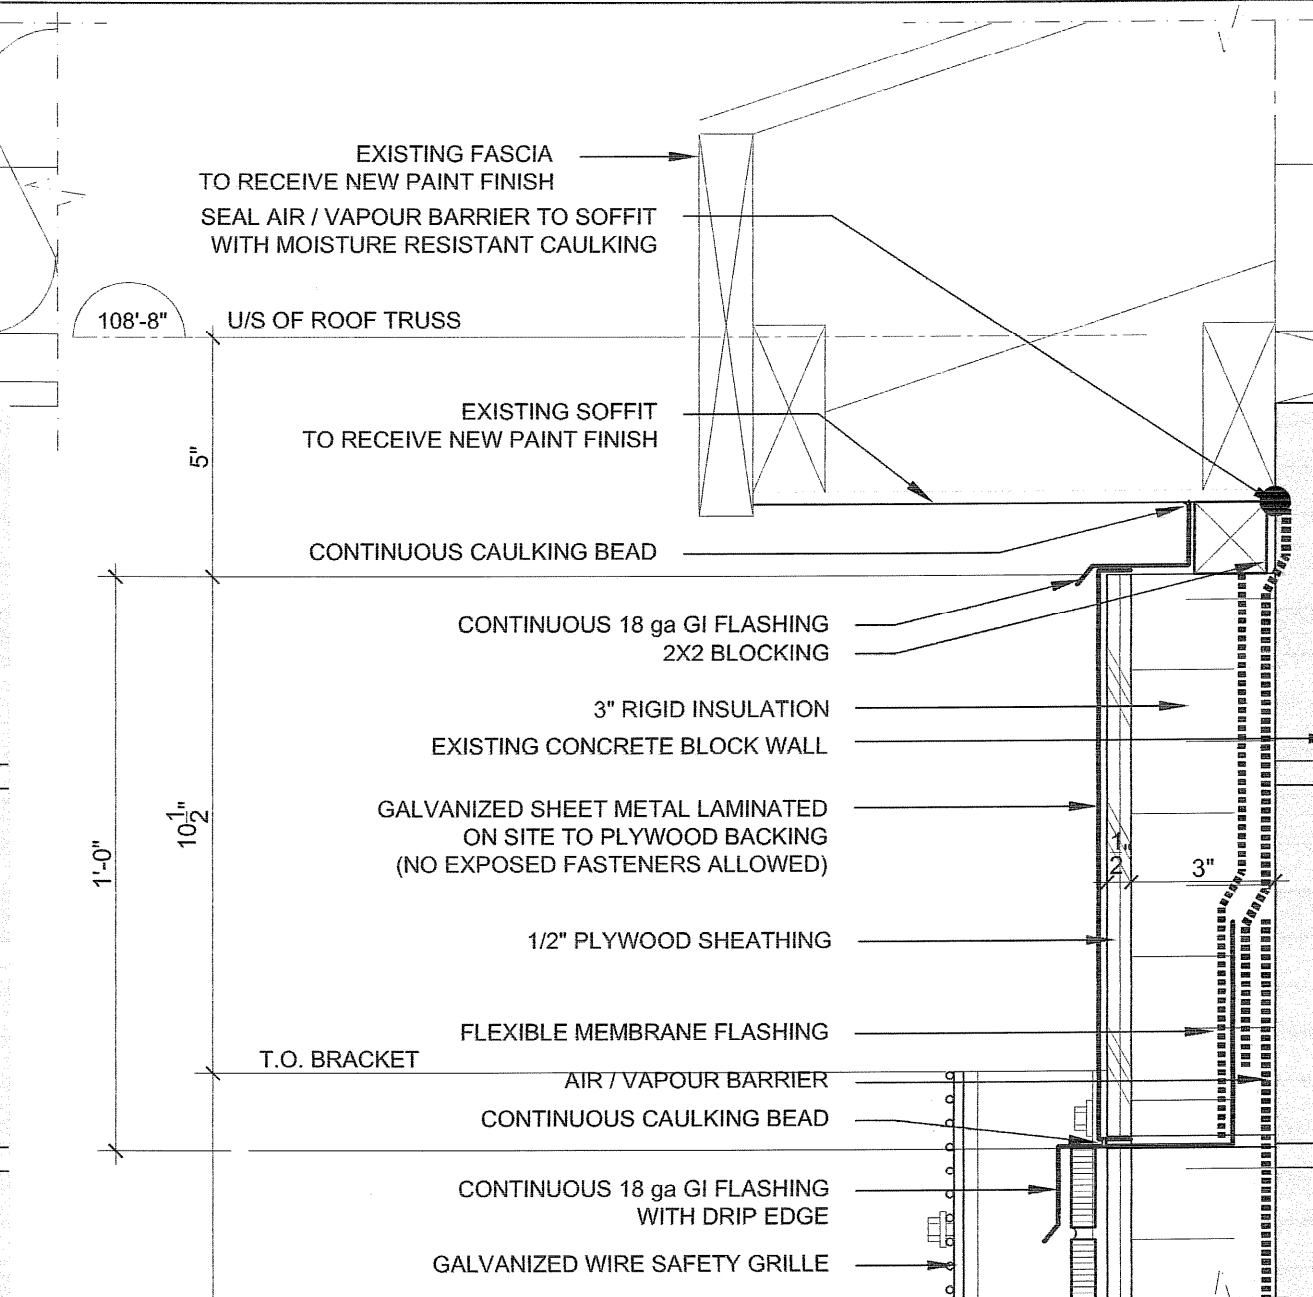 EXISTING FASCIA
TO RECEIVE NEW PAINT FINISH
SEAL AIR / VAPOUR BARRIER TO SOFFIT
WITH MOISTURE RESISTANT CAULKING
108'-8"
U/S OF ROOF TRUSS
EXISTING SOFFIT
TO RECEIVE NEW PAINT FINISH
5"
CONTINUOUS CAULKING BEAD
CONTINUOUS 18 ga GI FLASHING
2X2 BLOCKING
3" RIGID INSULATION
EXISTING CONCRETE BLOCK WALL
GALVANIZED SHEET METAL LAMINATED
ON SITE TO PLYWOOD BACKING
(NO EXPOSED FASTENERS ALLOWED)
10 1/2"
1'-0"
1/2"
3"
1/2" PLYWOOD SHEATHING
FLEXIBLE MEMBRANE FLASHING
T.O. BRACKET
AIR / VAPOUR BARRIER
CONTINUOUS CAULKING BEAD
CONTINUOUS 18 ga GI FLASHING
WITH DRIP EDGE
GALVANIZED WIRE SAFETY GRILLE